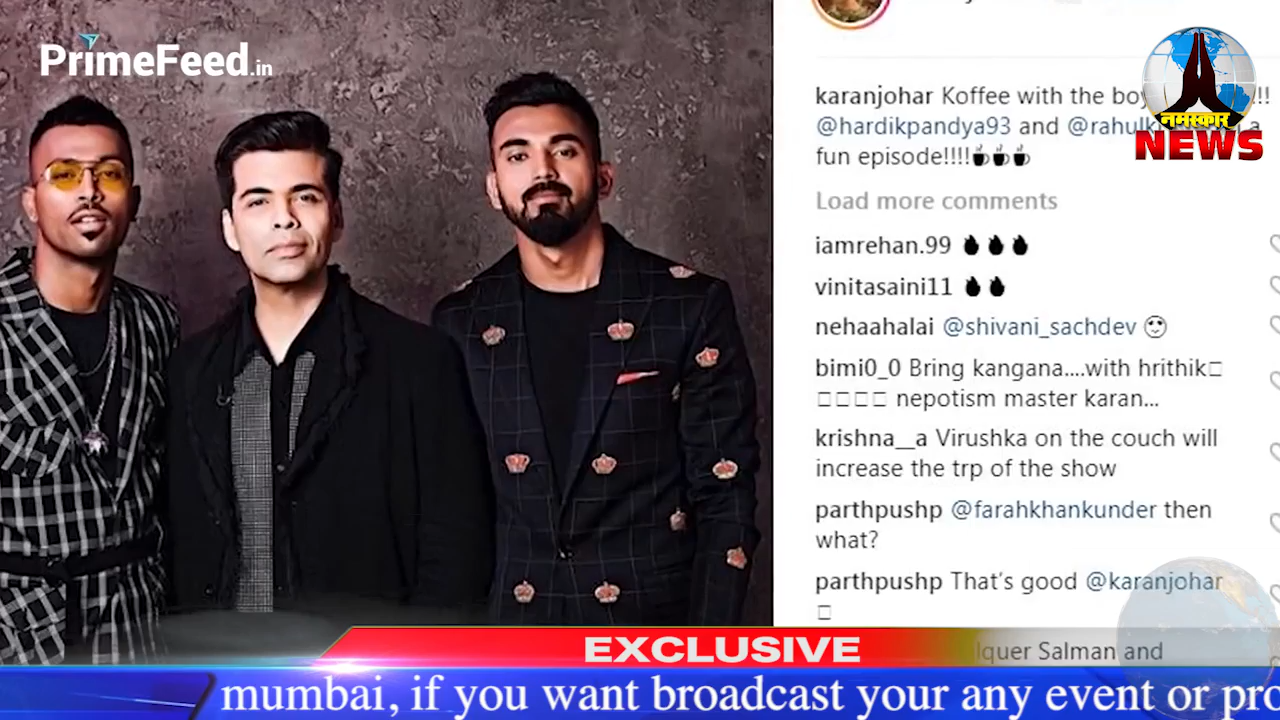 PrimeFeed.in
karanjohar Koffee with the boy !!!
@hardikpandya93 and a
fun episode!!!!
Load more comments
iamrehan.99
vinitasaini11
nehaahalai @shivani_sachdev
bimi0_0 Bring kangana....with hrithik
nepotism master karan...
krishna__a Virushka on the couch will
increase the trp of the show
parthpushp @farahkhankunder then
what?
parthpushp That's good @karanjohar
Salman and
नमस्कार
NEWS
EXCLUSIVE
mumbai, if you want broadcast your any event or pro